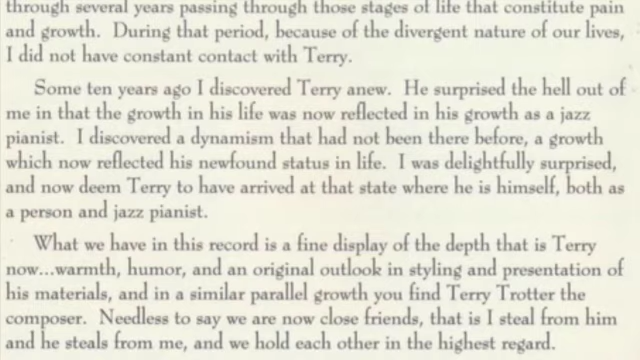 through several years passing through those stages of life that constitute pain
and growth. During that period, because of the divergent nature of our lives,
I did not have constant contact with Terry.
Some ten years ago I discovered Terry anew. He surprised the hell out of
me in that the growth in his life was now reflected in his growth as a jazz
pianist. I discovered a dynamism that had not been there before, a growth
which now reflected his newfound status in life. I was delightfully surprised,
and now deem Terry to have arrived at that state where he is himself, both as
a person and jazz pianist.
What we have in this record is a fine display of the depth that is Terry
now...warmth, humor, and an original outlook in styling and presentation of
his materials, and in a similar parallel growth you find Terry Trotter the
composer. Needless to say we are now close friends, that is I steal from him
and he steals from me, and we hold each other in the highest regard.